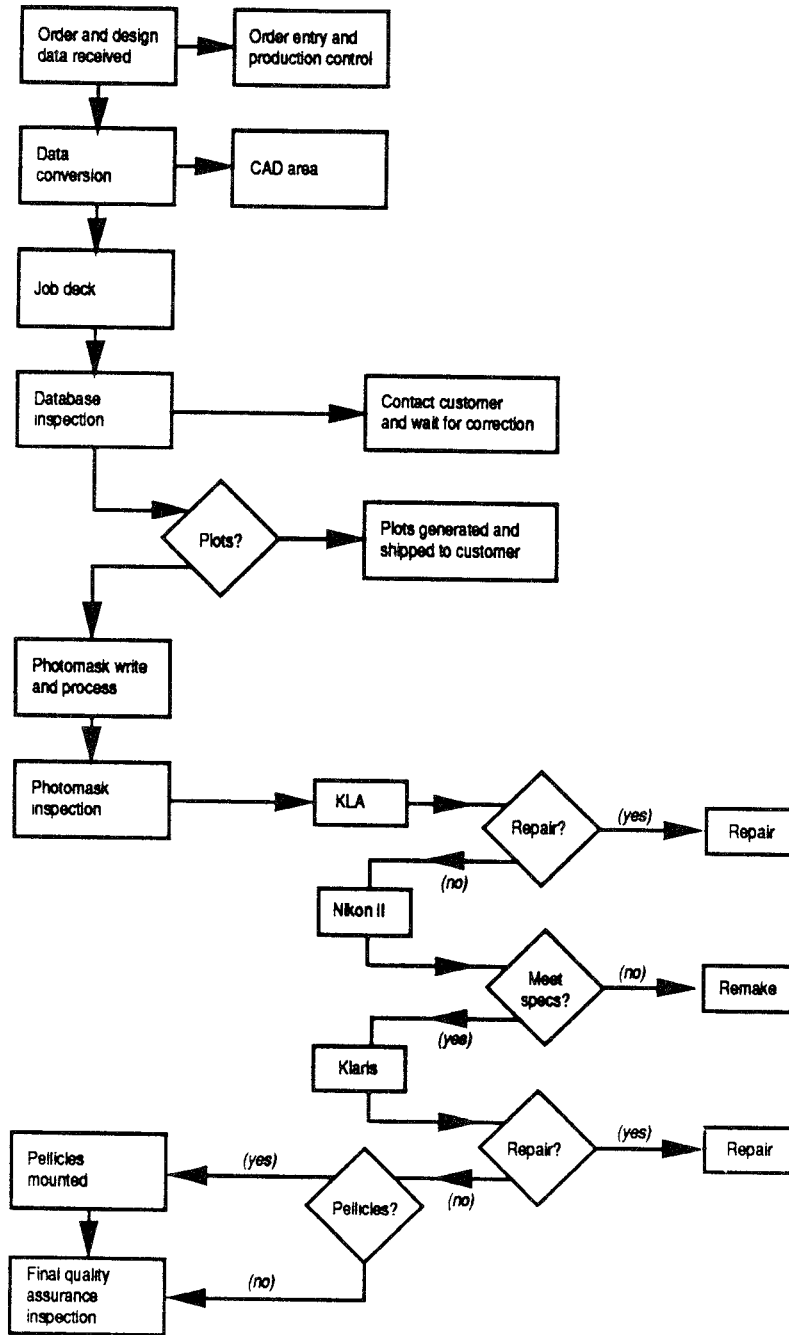 Order and design
data received
Order entry and
production control
Data
conversion
CAD area
Job deck
Database
inspection
Contact customer
and wait for correction
Plots?
Plots generated and
shipped to customer
Photomask write
and process
Photomask
inspection
KLA
Repair?
(yes)
Repair
(no)
Nikon II
Meet
specs?
(no)
Remake
(yes)
Klaris
Repair?
(yes)
Repair
(no)
Pellicles?
(yes)
Pellicles
mounted
(no)
Final quality
assurance
inspection